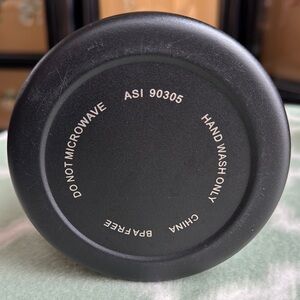 ASI 90305
HAND WASH ONLY
CHINA
BPA FREE
DO NOT MICROWAVE